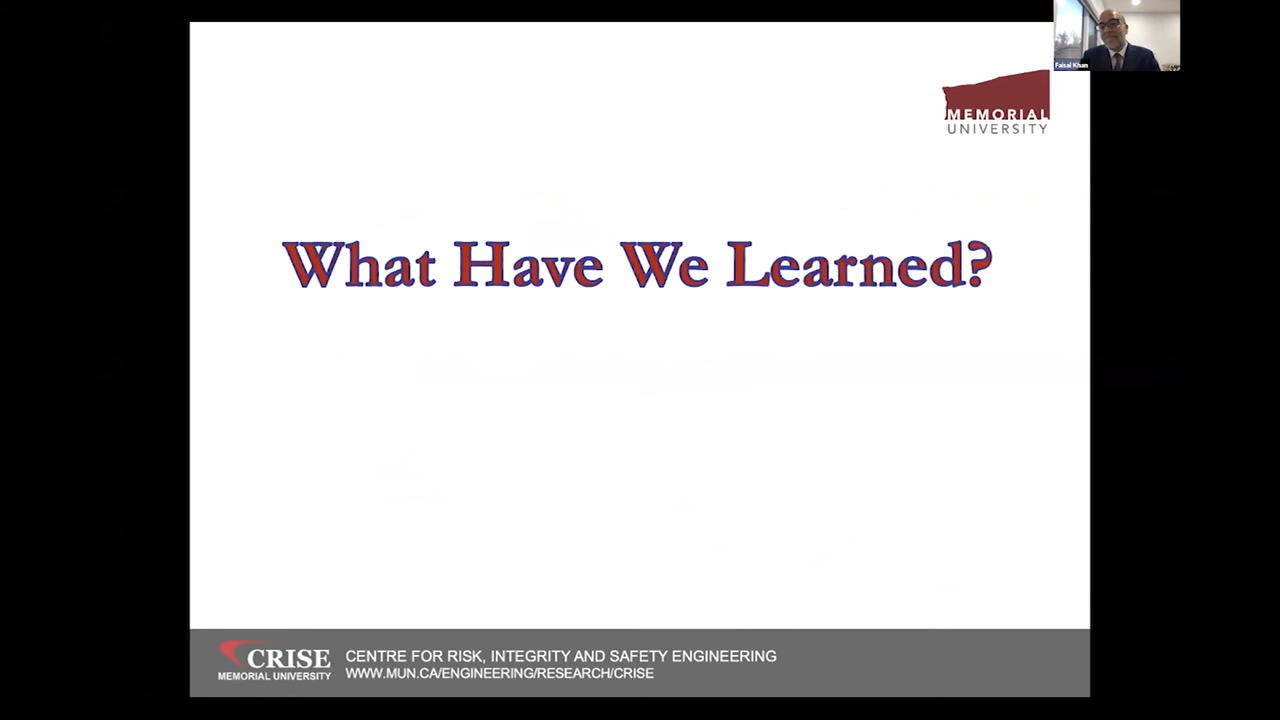 Faisal Khan
MEMORIAL
UNIVERSITY
What Have We Learned?
CRISE
MEMORIAL UNIVERSITY
CENTRE FOR RISK, INTEGRITY AND SAFETY ENGINEERING
WWW.MUN.CA/ENGINEERING/RESEARCH/CRISE